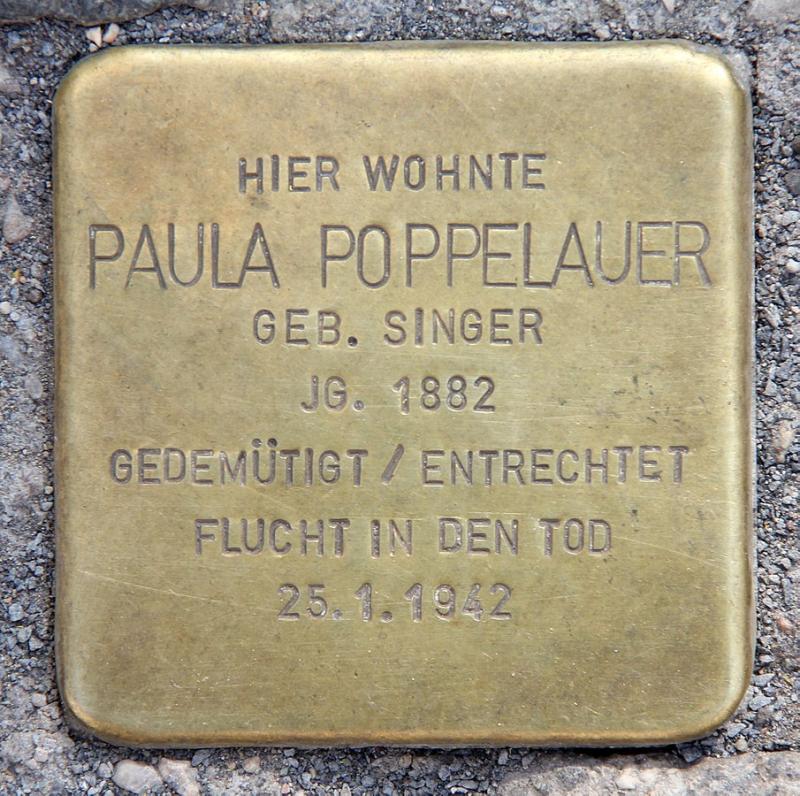 HIER WOHNTE
PAULA POPPELAUER
GEB. SINGER
JG. 1882
GEDEMÜTIGT / ENTRECHTET
FLUCHT IN DEN TOD
25.1.1942